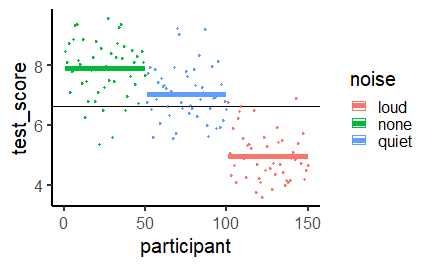 8
6
4
test_score
0 50 100 150
participant
noise
loud
none
quiet